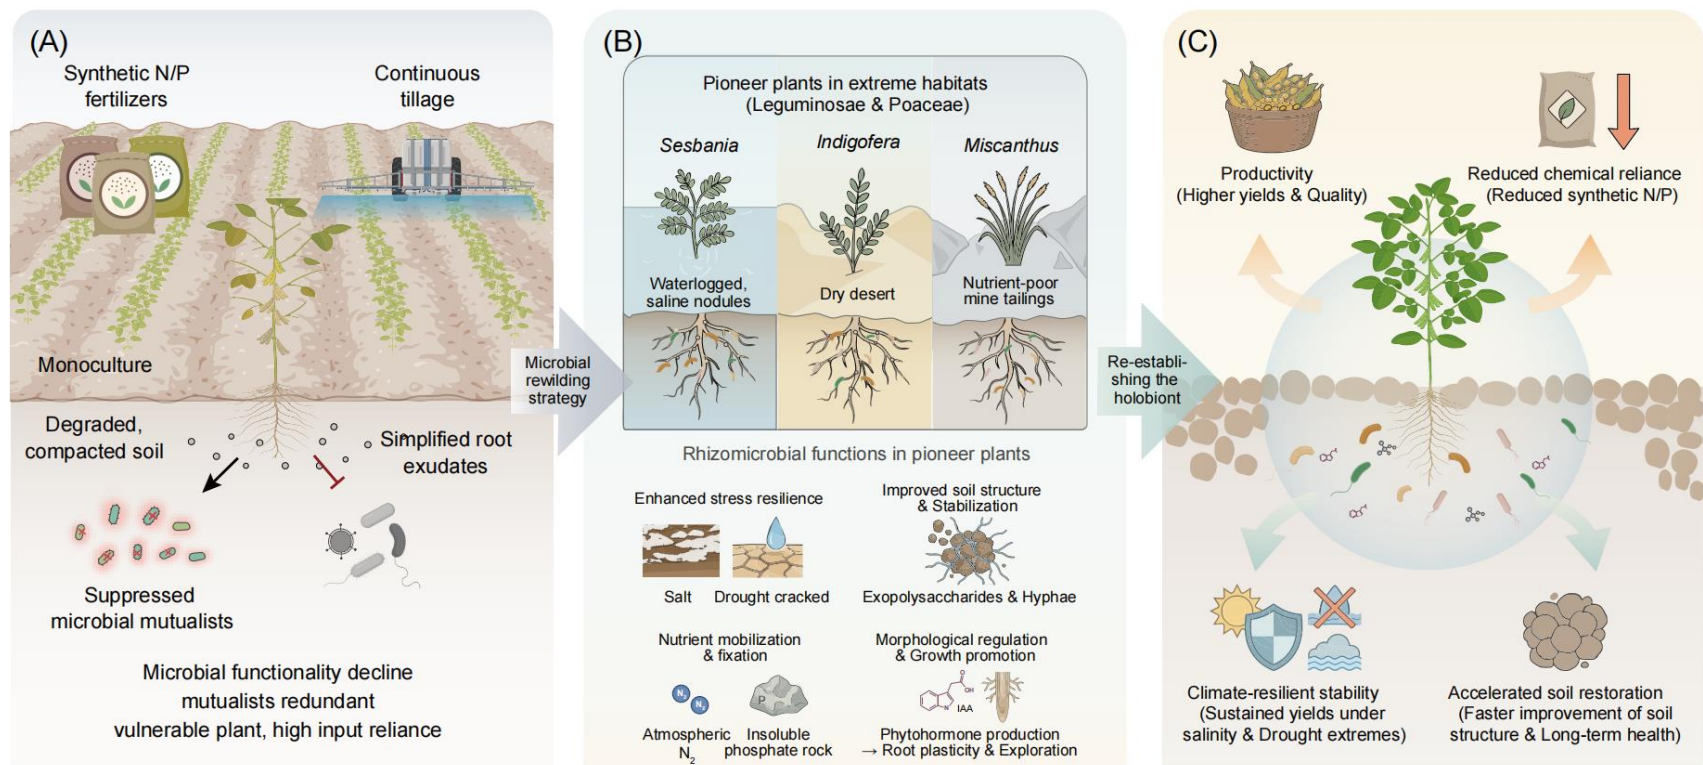 (A)
Synthetic N/P
fertilizers
Continuous
tillage
Monoculture
Degraded,
compacted soil
Simplified root
exudates
Suppressed
microbial mutualists
Microbial functionality decline
mutualists redundant
vulnerable plant, high input reliance
Microbial
rewilding
strategy
(B)
Pioneer plants in extreme habitats
(Leguminosae & Poaceae)
Sesbania
Indigofera
Miscanthus
Waterlogged,
saline nodules
Dry desert
Nutrient-poor
mine tailings
Rhizomicrobial functions in pioneer plants
Enhanced stress resilience
Salt
Drought cracked
Improved soil structure
& Stabilization
Exopolysaccharides & Hyphae
Nutrient mobilization
& fixation
N2
N2
P
Atmospheric
N2
Insoluble
phosphate rock
Morphological regulation
& Growth promotion
O
OH
N
IAA
Phytohormone production
→ Root plasticity & Exploration
Re-establi-
shing the
holobiont
(C)
Productivity
(Higher yields & Quality)
Reduced chemical reliance
(Reduced synthetic N/P)
Climate-resilient stability
(Sustained yields under
salinity & Drought extremes)
Accelerated soil restoration
(Faster improvement of soil
structure & Long-term health)